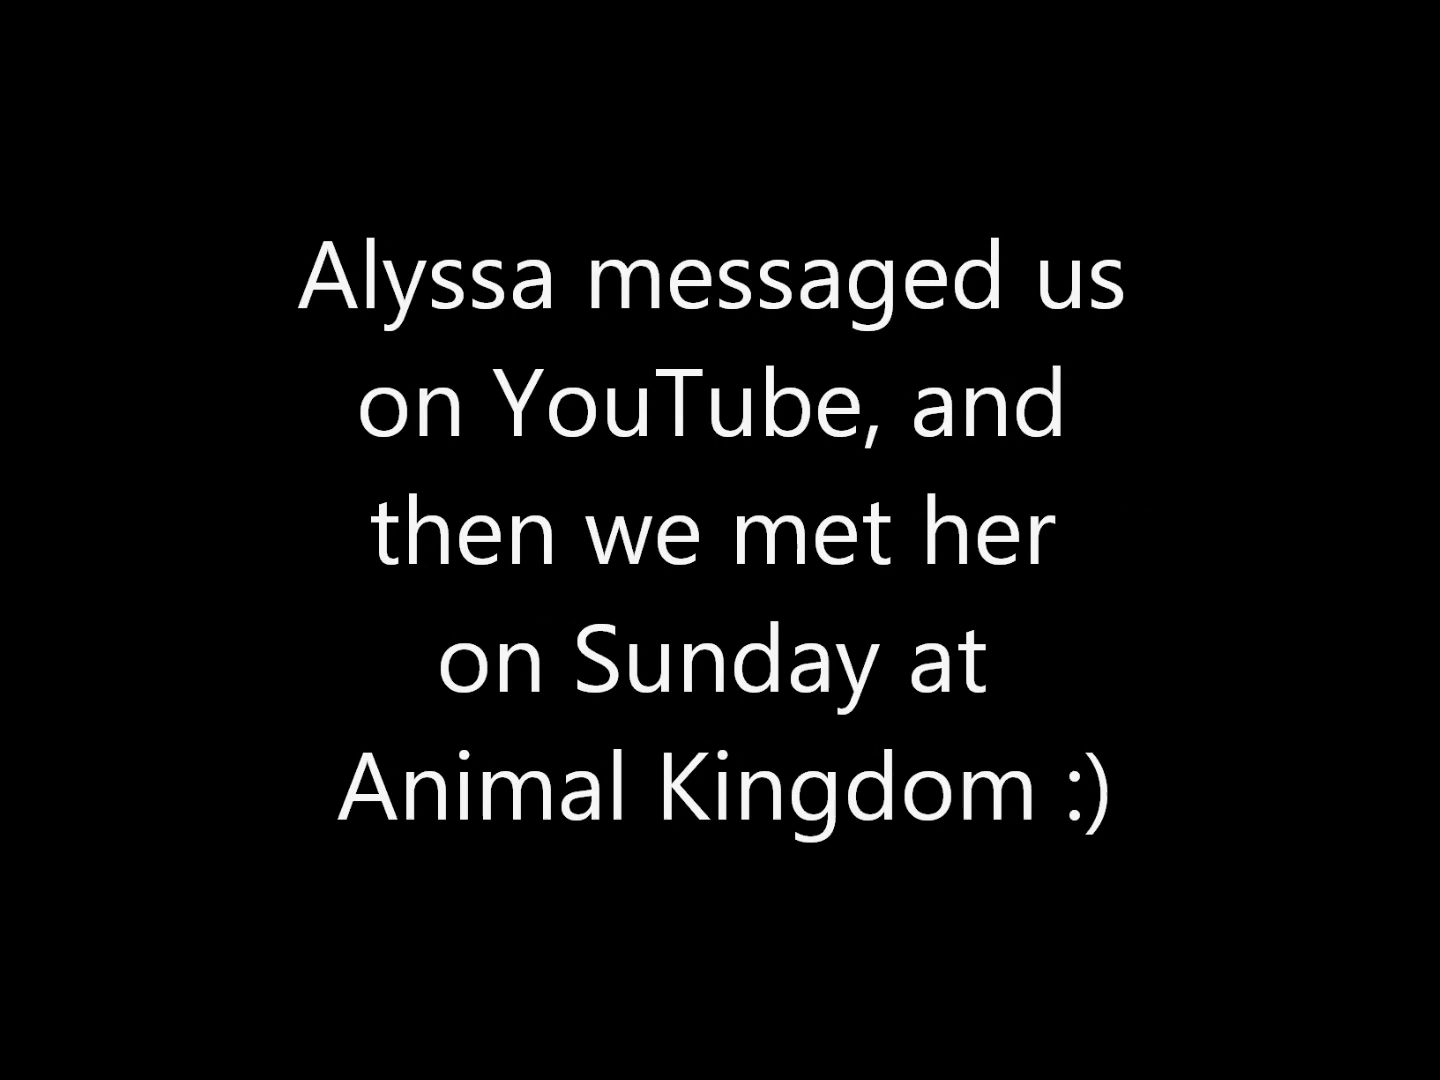 Alyssa messaged us
on YouTube, and
then we met her
on Sunday at
Animal Kingdom :)